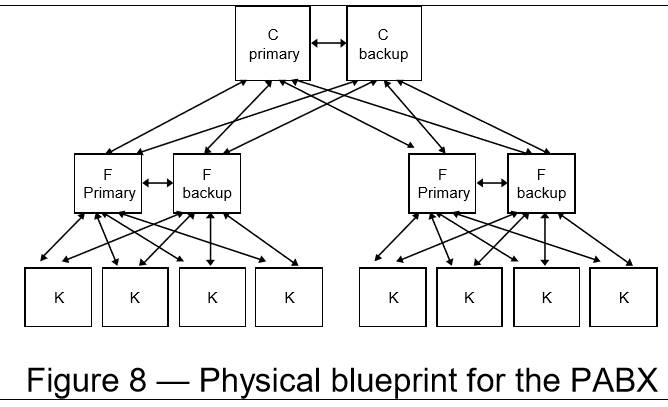 C
primary
C
backup
F
Primary
F
backup
F
Primary
F
backup
K
K
K
K
K
K
K
K
Figure 8 — Physical blueprint for the PABX